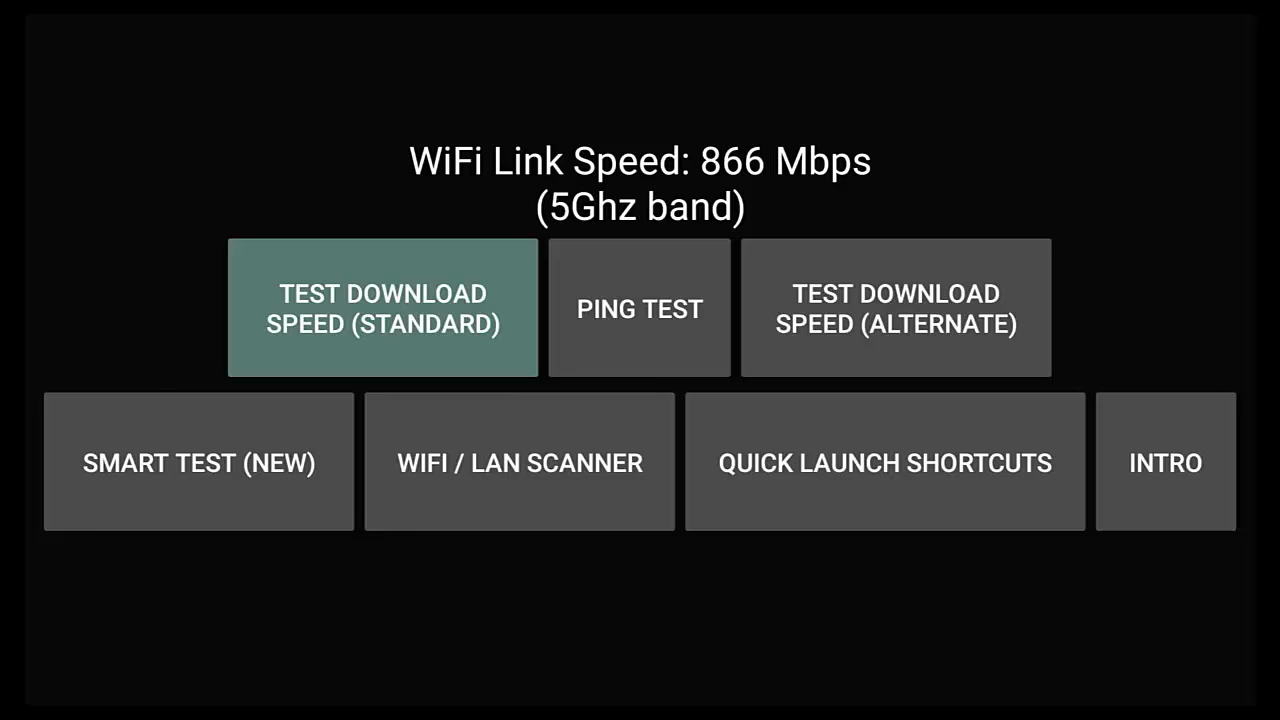 WiFi Link Speed: 866 Mbps
(5Ghz band)
TEST DOWNLOAD
SPEED (STANDARD)
PING TEST
TEST DOWNLOAD
SPEED (ALTERNATE)
SMART TEST (NEW)
WIFI / LAN SCANNER
QUICK LAUNCH SHORTCUTS
INTRO